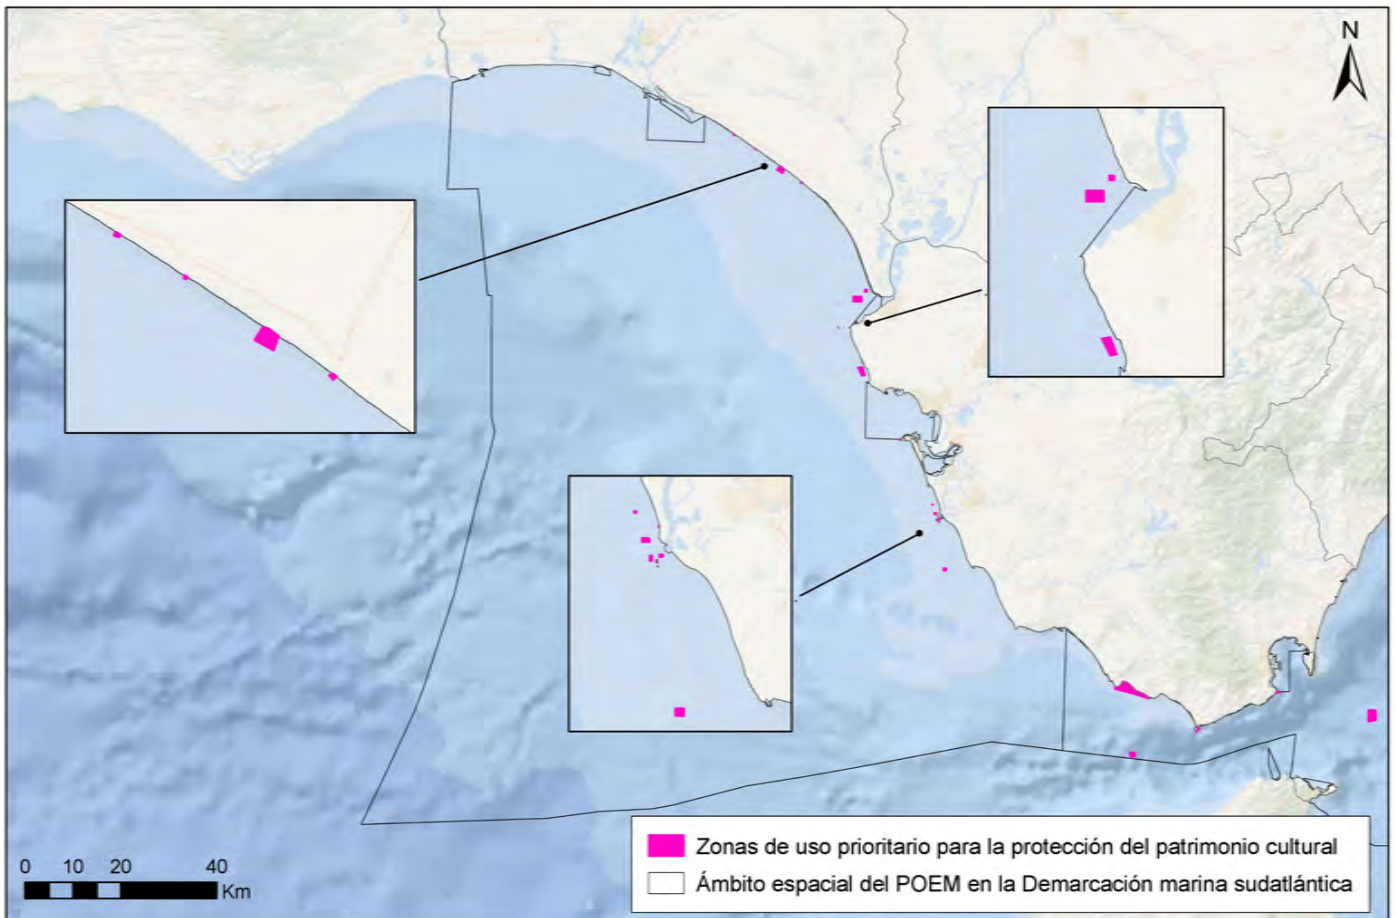 N
0 10 20 40
Km
Zonas de uso prioritario para la protección del patrimonio cultural
Ámbito espacial del POEM en la Demarcación marina sudatlántica